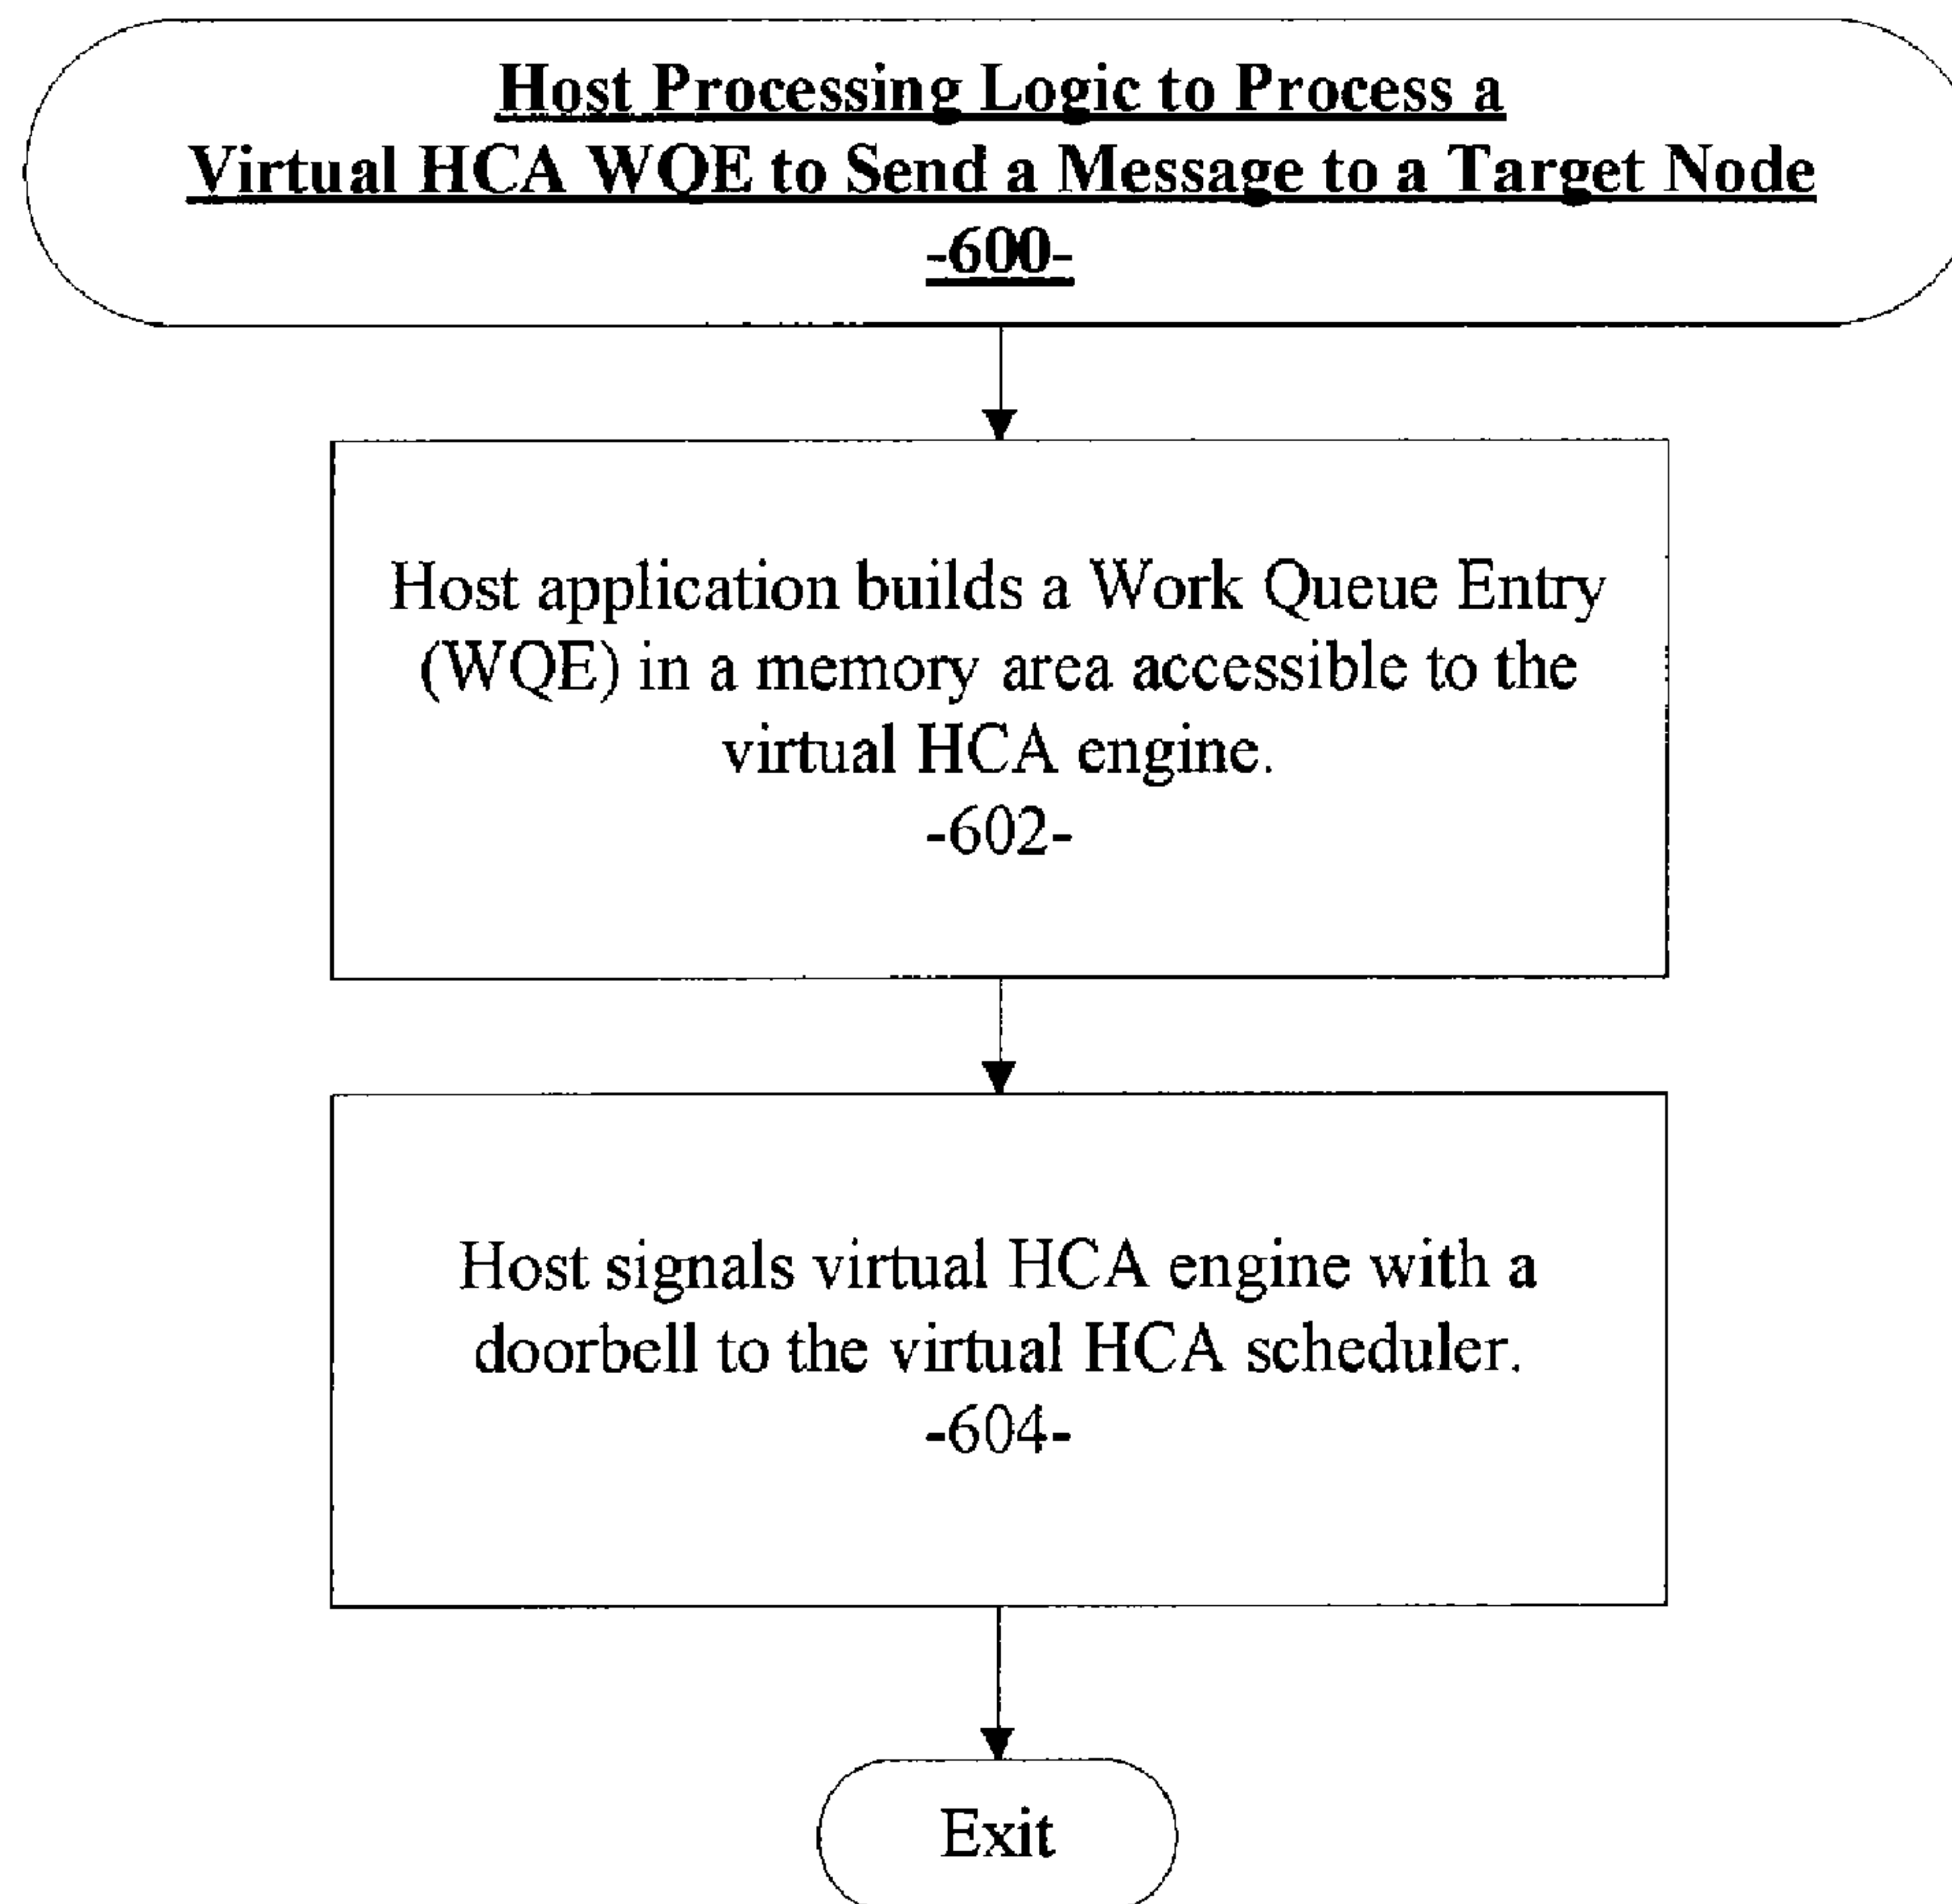 Host Processing Logic to Process a
Virtual HCA WQE to Send a Message to a Target Node
-600-
Host application builds a Work Queue Entry
(WQE) in a memory area accessible to the
virtual HCA engine.
-602-
Host signals virtual HCA engine with a
doorbell to the virtual HCA scheduler.
-604-
Exit